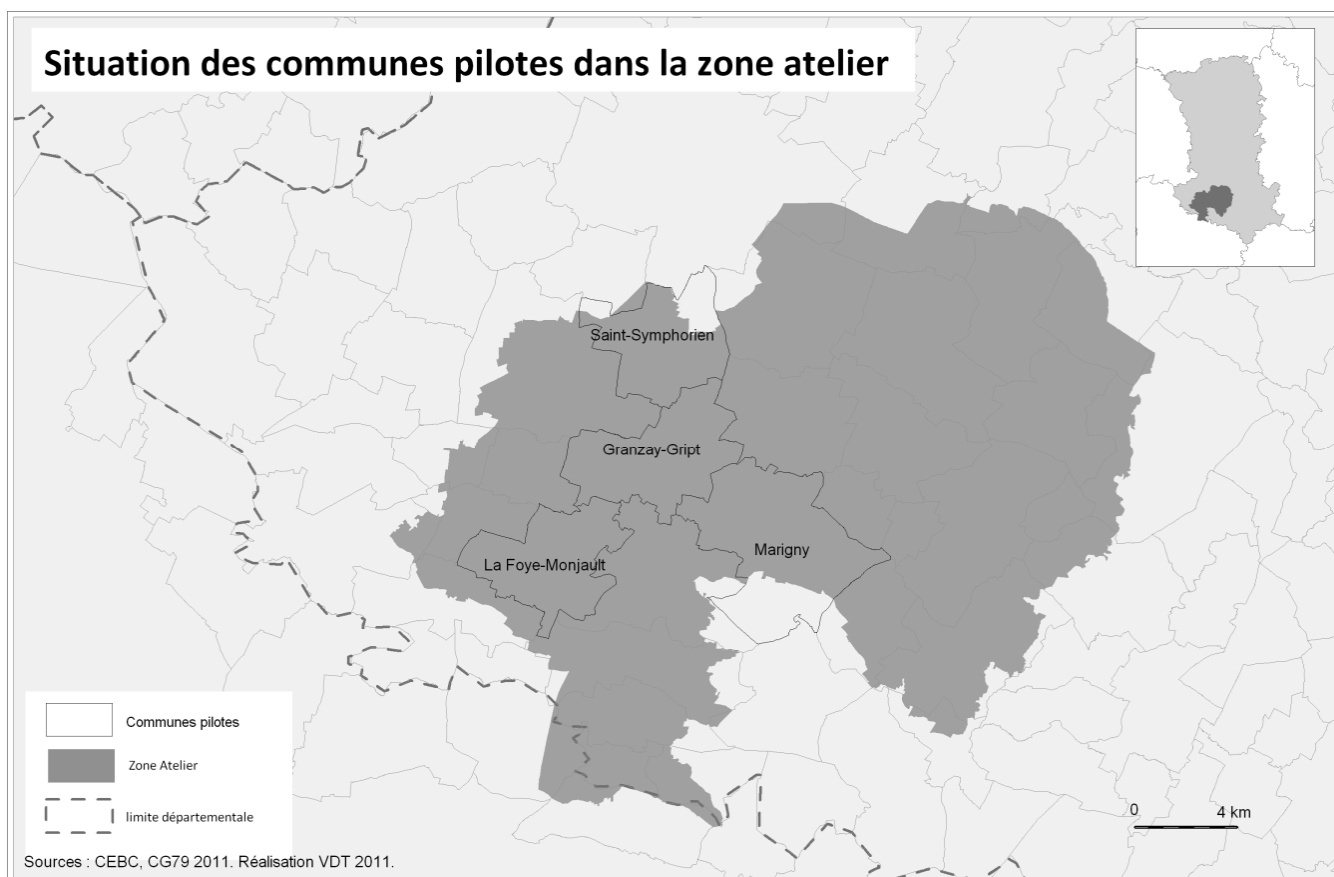 Situation des communes pilotes dans la zone atelier
Saint-Symphorien
Granzay-Gript
Marigny
La Foye-Monjault
Communes pilotes
Zone Atelier
limite départementale
0 4 km
Sources : CEBC, CG79 2011. Réalisation VDT 2011.